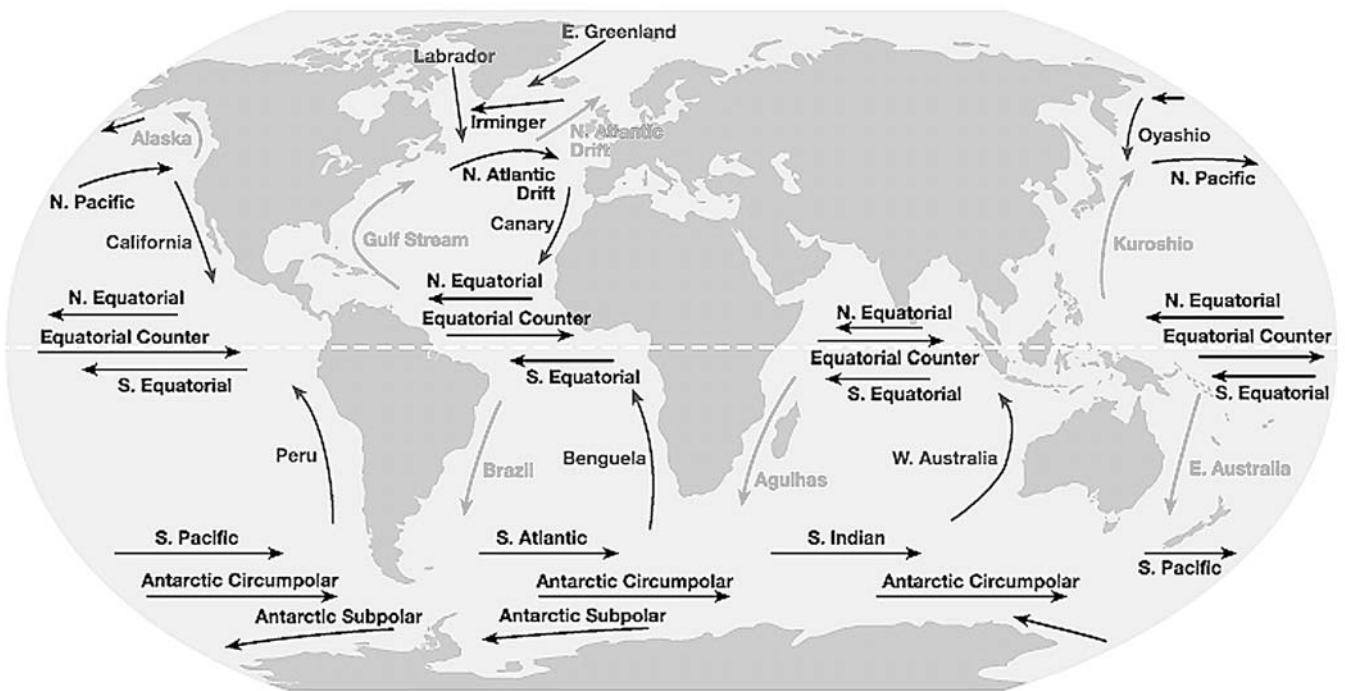 E. Greenland
Labrador
Irminger
Alaska
N. Atlantic
Drift
Oyashio
N. Pacific
N. Atlantic
Drift
N. Pacific
California
Canary
Gulf Stream
Kuroshio
N. Equatorial
N. Equatorial
N. Equatorial
N. Equatorial
Equatorial Counter
Equatorial Counter
Equatorial Counter
Equatorial Counter
S. Equatorial
S. Equatorial
S. Equatorial
S. Equatorial
Peru
Brazil
Benguela
Agulhas
W. Australia
E. Australia
S. Pacific
S. Atlantic
S. Indian
S. Pacific
Antarctic Circumpolar
Antarctic Circumpolar
Antarctic Circumpolar
Antarctic Subpolar
Antarctic Subpolar